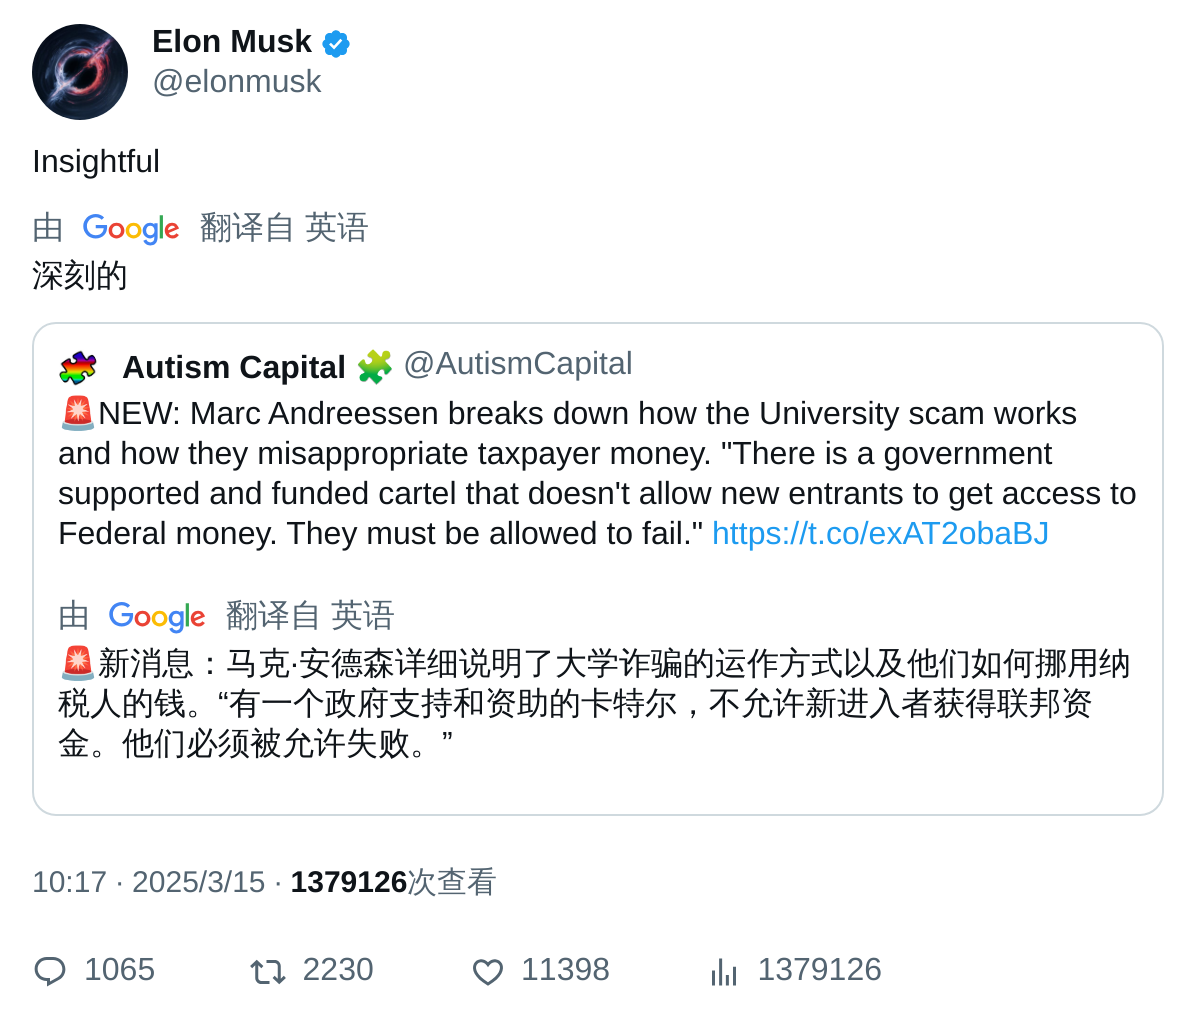 Elon Musk
@elonmusk
Insightful
由 Google 翻译自 英语
深刻的
Autism Capital 🧩 @AutismCapital
🚨NEW: Marc Andreessen breaks down how the University scam works
and how they misappropriate taxpayer money. "There is a government
supported and funded cartel that doesn't allow new entrants to get access to
Federal money. They must be allowed to fail." https://t.co/exAT2obaBJ
由 Google 翻译自 英语
🚨新消息：马克·安德森详细说明了大学诈骗的运作方式以及他们如何挪用纳
税人的钱。“有一个政府支持和资助的卡特尔，不允许新进入者获得联邦资
金。他们必须被允许失败。”
10:17 · 2025/3/15 · 1379126次查看
1065 2230 11398 1379126